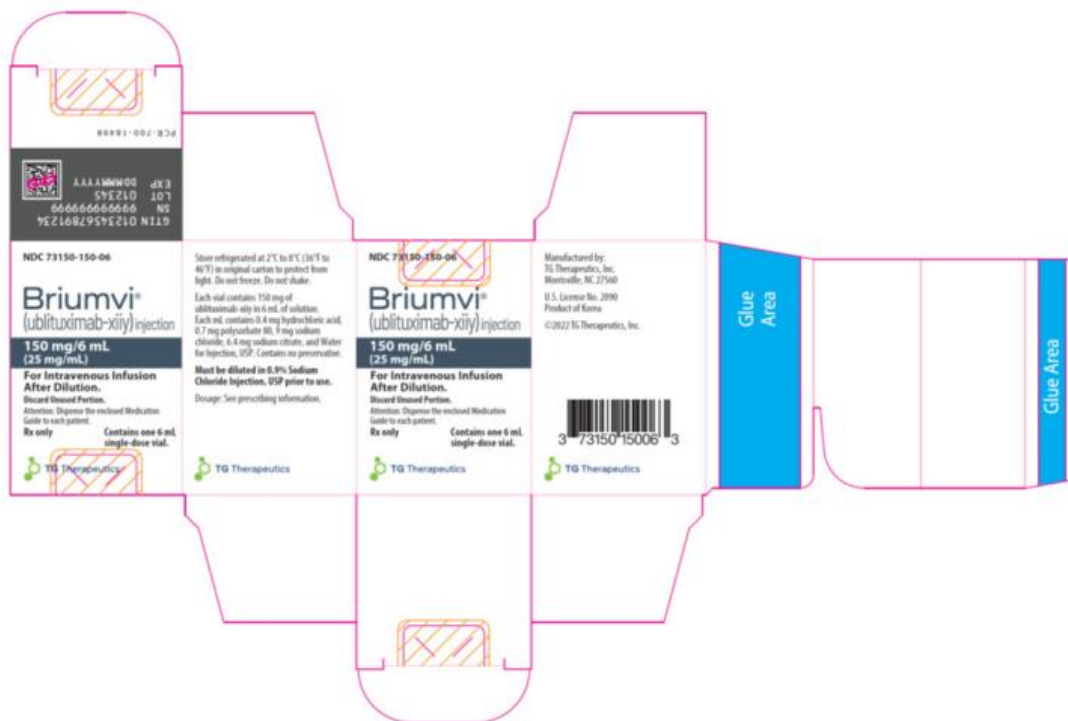 PCB-700-18498
GTIN 01234567891234
SN 99999999999999
LOT 012345
EXP DDMMMYYYY
NDC 73150-150-06
Briumvi®
(ublituximab-xiiy) injection
150 mg/6 mL
(25 mg/mL)
For Intravenous Infusion
After Dilution.
Discard Unused Portion.
Attention: Dispense the enclosed Medication
Guide to each patient.
Rx only
Contains one 6 mL
single-dose vial.
TG Therapeutics
Store refrigerated at 2°C to 8°C (36°F to
46°F) in original carton to protect from
light. Do not freeze. Do not shake.
Each vial contains 150 mg of
ublituximab-xiiy in 6 mL of solution.
Each mL contains 0.4 mg hydrochloric acid,
0.7 mg polysorbate 80, 9 mg sodium
chloride, 6.4 mg sodium citrate, and Water
for Injection, USP. Contains no preservative.
Must be diluted in 0.9% Sodium
Chloride Injection, USP prior to use.
Dosage: See prescribing information.
TG Therapeutics
NDC 73150-150-06
Briumvi®
(ublituximab-xiiy) injection
150 mg/6 mL
(25 mg/mL)
For Intravenous Infusion
After Dilution.
Discard Unused Portion.
Attention: Dispense the enclosed Medication
Guide to each patient.
Rx only
Contains one 6 mL
single-dose vial.
TG Therapeutics
Manufactured by:
TG Therapeutics, Inc.
Morrisville, NC 27560
U.S. License No. 2090
Product of Korea
©2022 TG Therapeutics, Inc.
3 73150 15006 3
TG Therapeutics
Glue
Area
Glue Area